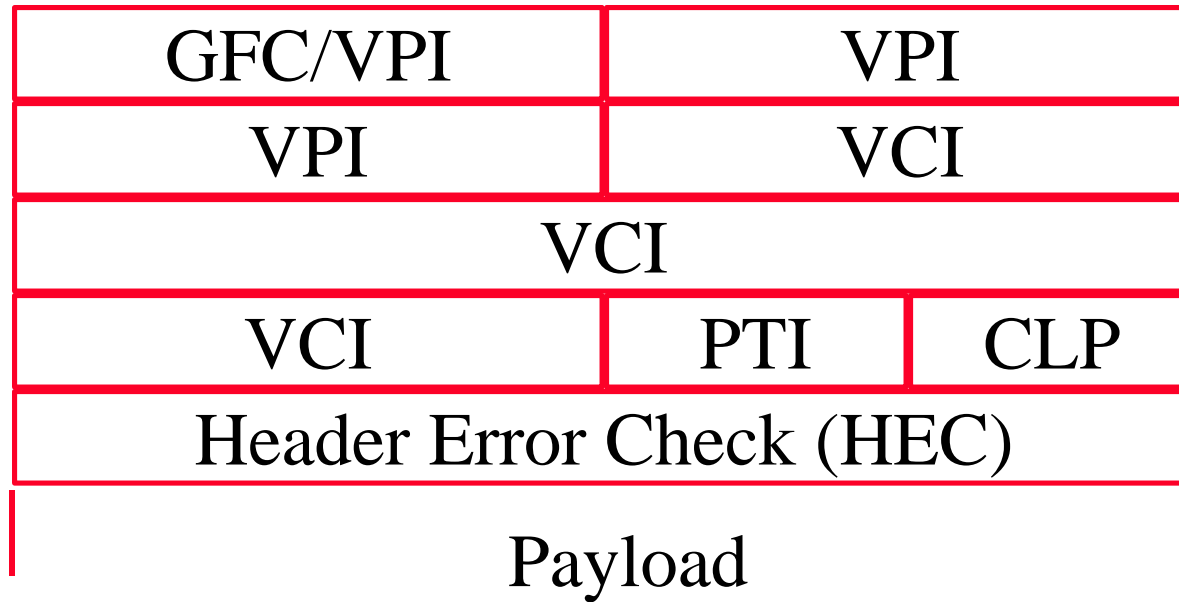 GFC/VPI VPI
VPI VCI
VCI
VCI PTI CLP
Header Error Check (HEC)
Payload